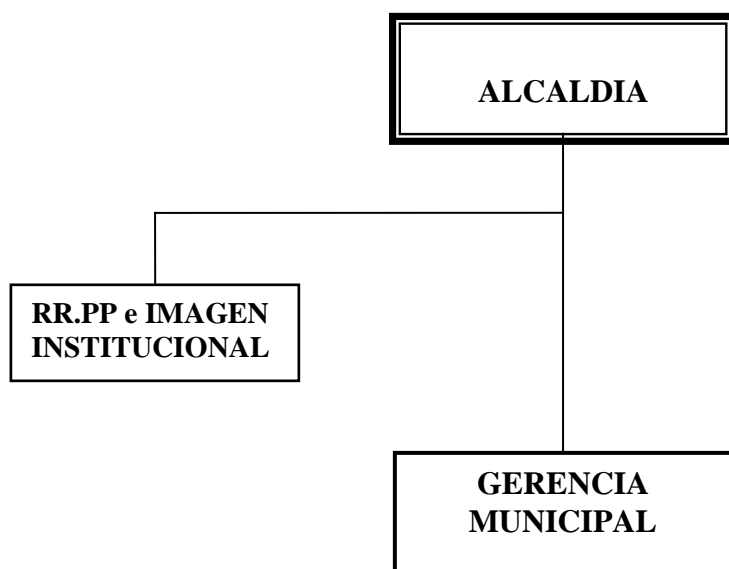 ALCALDIA
RR.PP e IMAGEN
INSTITUCIONAL
GERENCIA
MUNICIPAL